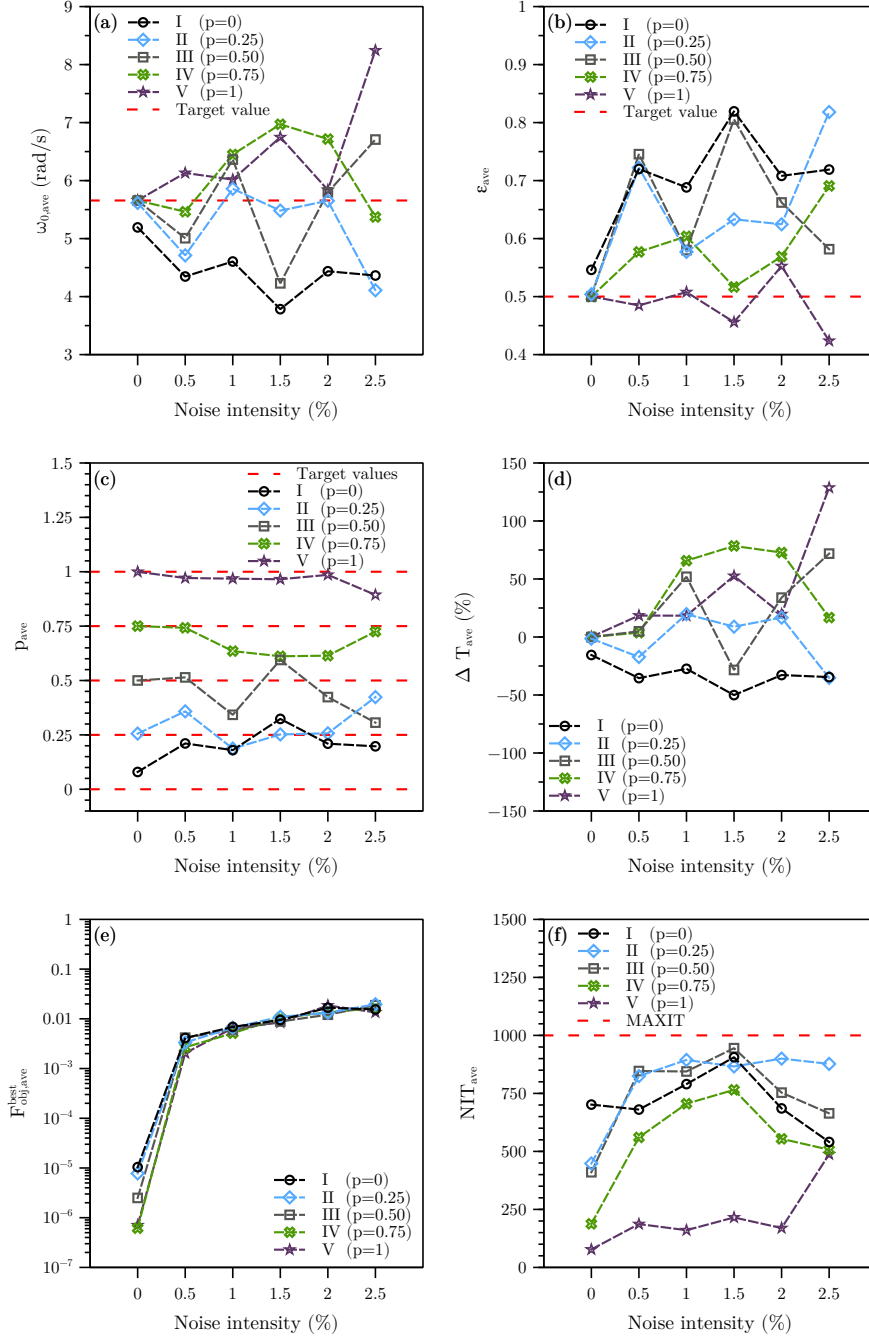 (a)
I (p=0)
II (p=0.25)
III (p=0.50)
IV (p=0.75)
V (p=1)
Target value
9
8
7
6
5
4
3
ω0,ave (rad/s)
0 0.5 1 1.5 2 2.5
Noise intensity (%)
(b)
I (p=0)
II (p=0.25)
III (p=0.50)
IV (p=0.75)
V (p=1)
Target value
1
0.9
0.8
0.7
0.6
0.5
0.4
εave
0 0.5 1 1.5 2 2.5
Noise intensity (%)
(c)
Target values
I (p=0)
II (p=0.25)
III (p=0.50)
IV (p=0.75)
V (p=1)
1.5
1.25
1
0.75
0.5
0.25
0
pave
0 0.5 1 1.5 2 2.5
Noise intensity (%)
(d)
150
100
50
0
−50
−100
−150
Δ Tave (%)
I (p=0)
II (p=0.25)
III (p=0.50)
IV (p=0.75)
V (p=1)
0 0.5 1 1.5 2 2.5
Noise intensity (%)
(e)
1
0.1
0.01
10−3
10−4
10−5
10−6
10−7
Fbestobj,ave
I (p=0)
II (p=0.25)
III (p=0.50)
IV (p=0.75)
V (p=1)
0 0.5 1 1.5 2 2.5
Noise intensity (%)
(f)
I (p=0)
II (p=0.25)
III (p=0.50)
IV (p=0.75)
V (p=1)
MAXIT
1500
1250
1000
750
500
250
0
NITave
0 0.5 1 1.5 2 2.5
Noise intensity (%)